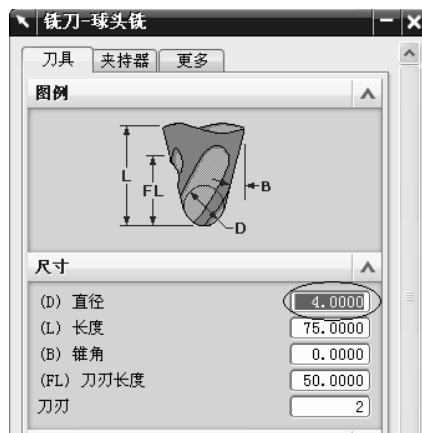 铣刀-球头铣
刀具 夹持器 更多
图例
L
FL
B
D
尺寸
(D) 直径 4.0000
(L) 长度 75.0000
(B) 锥角 0.0000
(FL) 刀刃长度 50.0000
刀刃 2